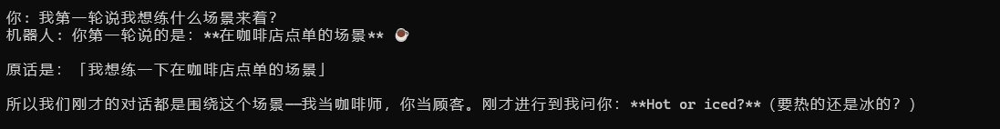 你：我第一轮说我想练什么场景来着？
机器人：你第一轮说的是：**在咖啡店点单的场景** ☕
原话是：「我想练一下在咖啡店点单的场景」
所以我们刚才的对话都是围绕这个场景——我当咖啡师，你当顾客。刚才进行到我问你：**Hot or iced?**（要热的还是冰的？）